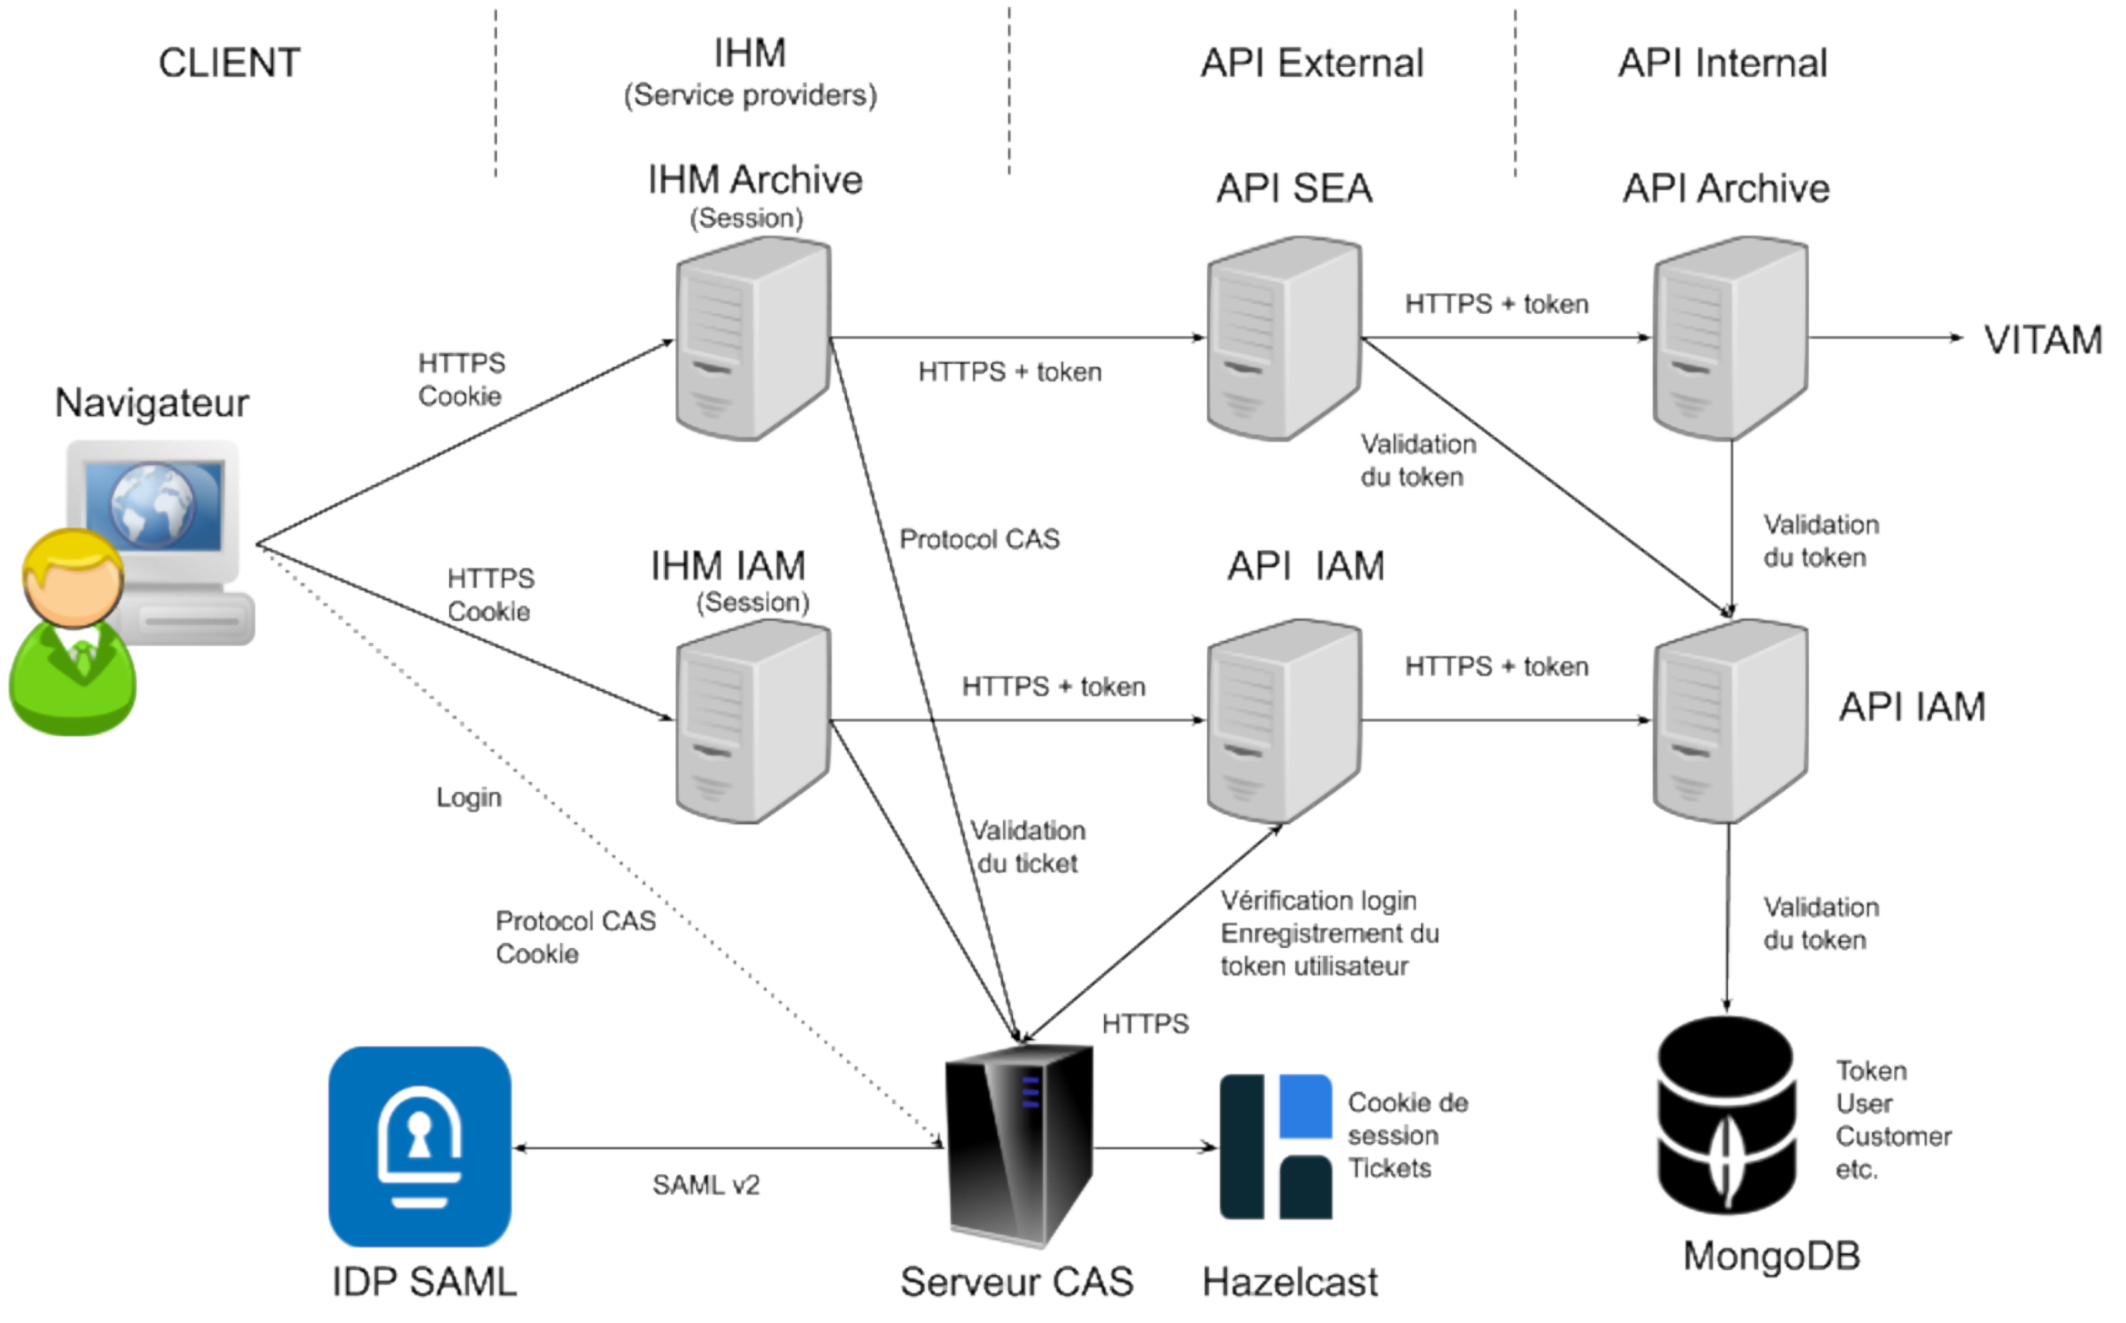 CLIENT
IHM
(Service providers)
API External
API Internal
IHM Archive
(Session)
API SEA
API Archive
HTTPS + token
HTTPS
Cookie
HTTPS + token
VITAM
Navigateur
Validation
du token
Protocol CAS
Validation
du token
HTTPS
Cookie
IHM IAM
(Session)
API IAM
HTTPS + token
HTTPS + token
API IAM
Login
Validation
du ticket
Protocol CAS
Cookie
Vérification login
Enregistrement du
token utilisateur
Validation
du token
HTTPS
SAML v2
Cookie de
session
Tickets
Token
User
Customer
etc.
IDP SAML
Serveur CAS
Hazelcast
MongoDB